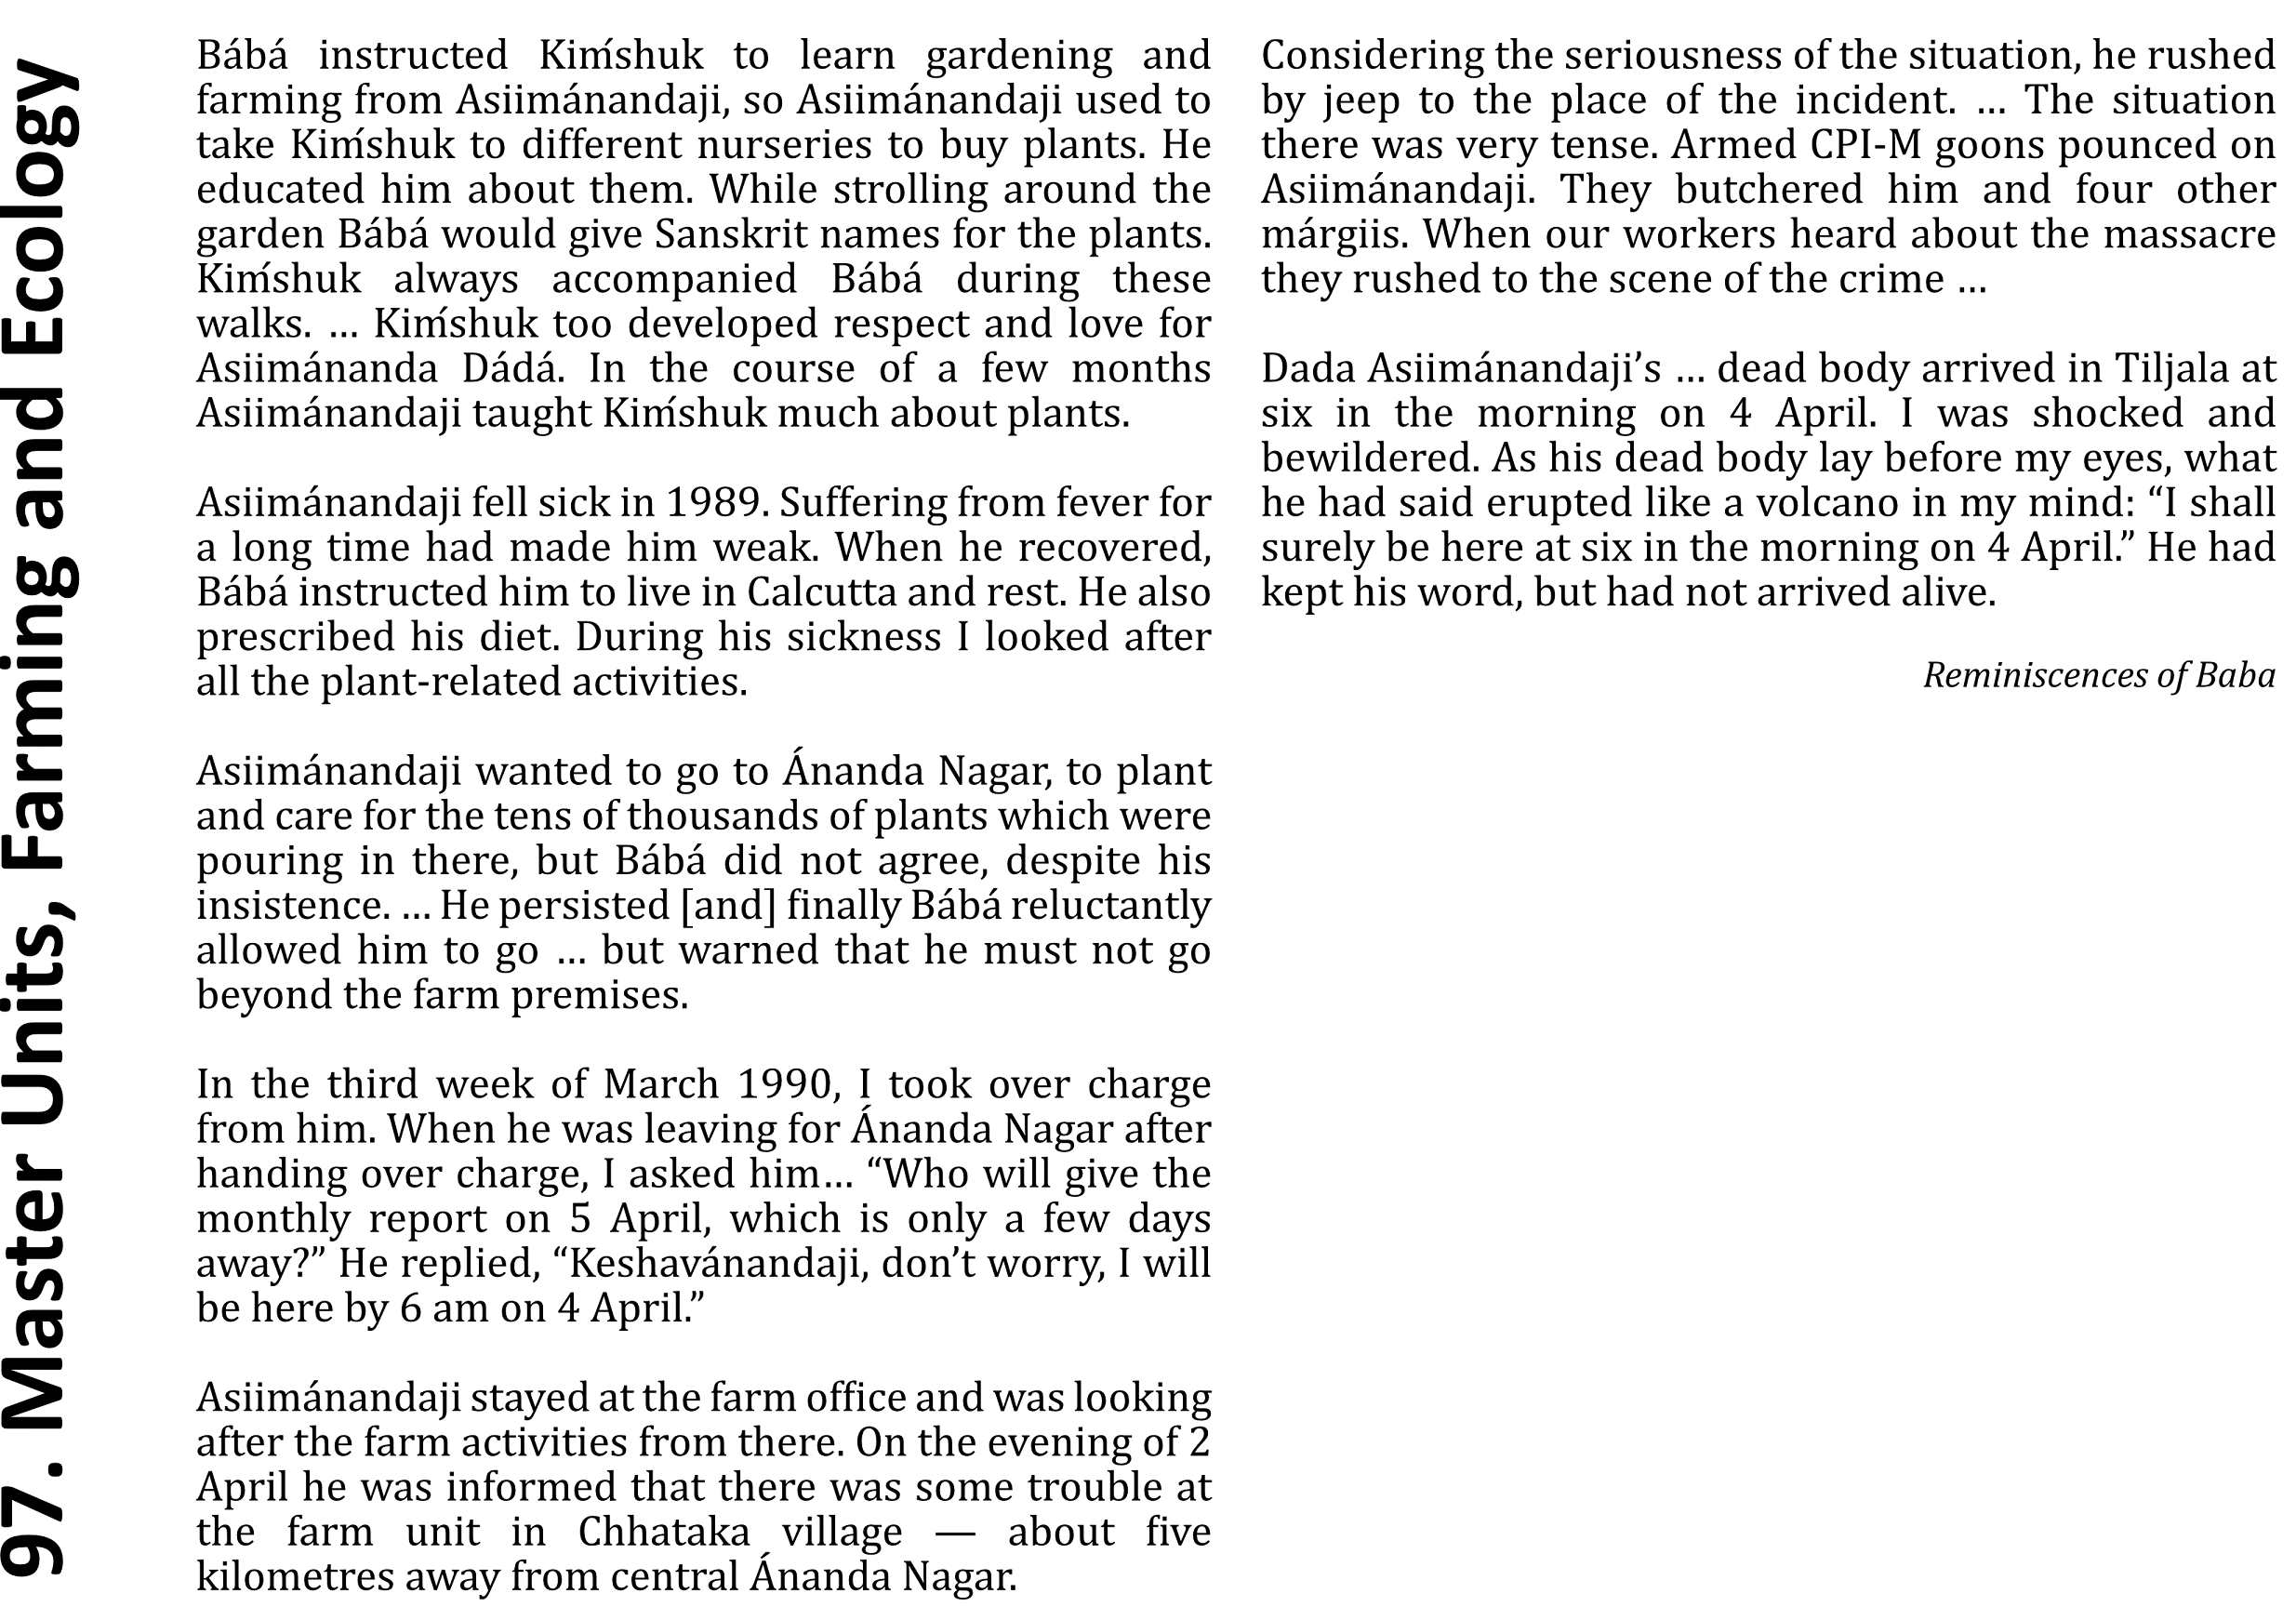 97. Master Units, Farming and Ecology
Bábá instructed Kiḿshuk to learn gardening and
farming from Asiimánandaji, so Asiimánandaji used to
take Kiḿshuk to different nurseries to buy plants. He
educated him about them. While strolling around the
garden Bábá would give Sanskrit names for the plants.
Kiḿshuk always accompanied Bábá during these
walks. … Kiḿshuk too developed respect and love for
Asiimánanda Dádá. In the course of a few months
Asiimánandaji taught Kiḿshuk much about plants.
Asiimánandaji fell sick in 1989. Suffering from fever for
a long time had made him weak. When he recovered,
Bábá instructed him to live in Calcutta and rest. He also
prescribed his diet. During his sickness I looked after
all the plant-related activities.
Asiimánandaji wanted to go to Ánanda Nagar, to plant
and care for the tens of thousands of plants which were
pouring in there, but Bábá did not agree, despite his
insistence. … He persisted [and] finally Bábá reluctantly
allowed him to go … but warned that he must not go
beyond the farm premises.
In the third week of March 1990, I took over charge
from him. When he was leaving for Ánanda Nagar after
handing over charge, I asked him… “Who will give the
monthly report on 5 April, which is only a few days
away?” He replied, “Keshavánandaji, don’t worry, I will
be here by 6 am on 4 April.”
Asiimánandaji stayed at the farm office and was looking
after the farm activities from there. On the evening of 2
April he was informed that there was some trouble at
the farm unit in Chhataka village — about five
kilometres away from central Ánanda Nagar.
Considering the seriousness of the situation, he rushed
by jeep to the place of the incident. … The situation
there was very tense. Armed CPI-M goons pounced on
Asiimánandaji. They butchered him and four other
márgiis. When our workers heard about the massacre
they rushed to the scene of the crime …
Dada Asiimánandaji’s … dead body arrived in Tiljala at
six in the morning on 4 April. I was shocked and
bewildered. As his dead body lay before my eyes, what
he had said erupted like a volcano in my mind: “I shall
surely be here at six in the morning on 4 April.” He had
kept his word, but had not arrived alive.
Reminiscences of Baba